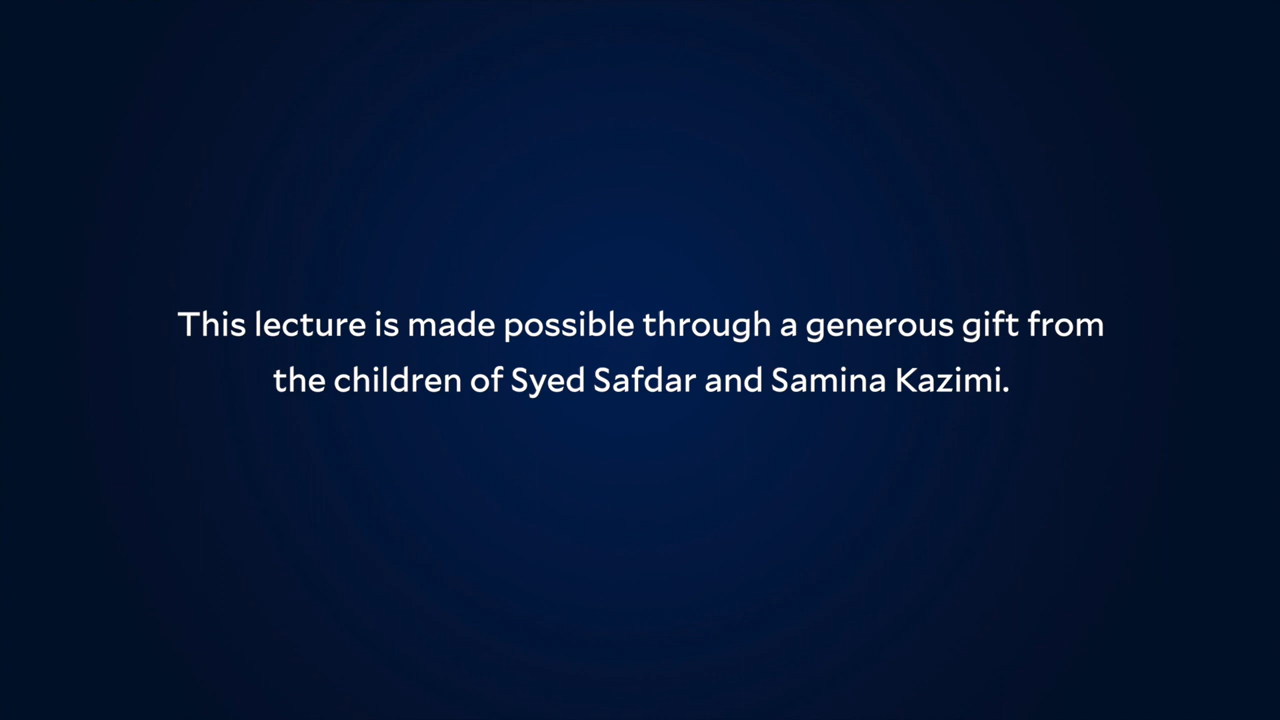 This lecture is made possible through a generous gift from
the children of Syed Safdar and Samina Kazimi.